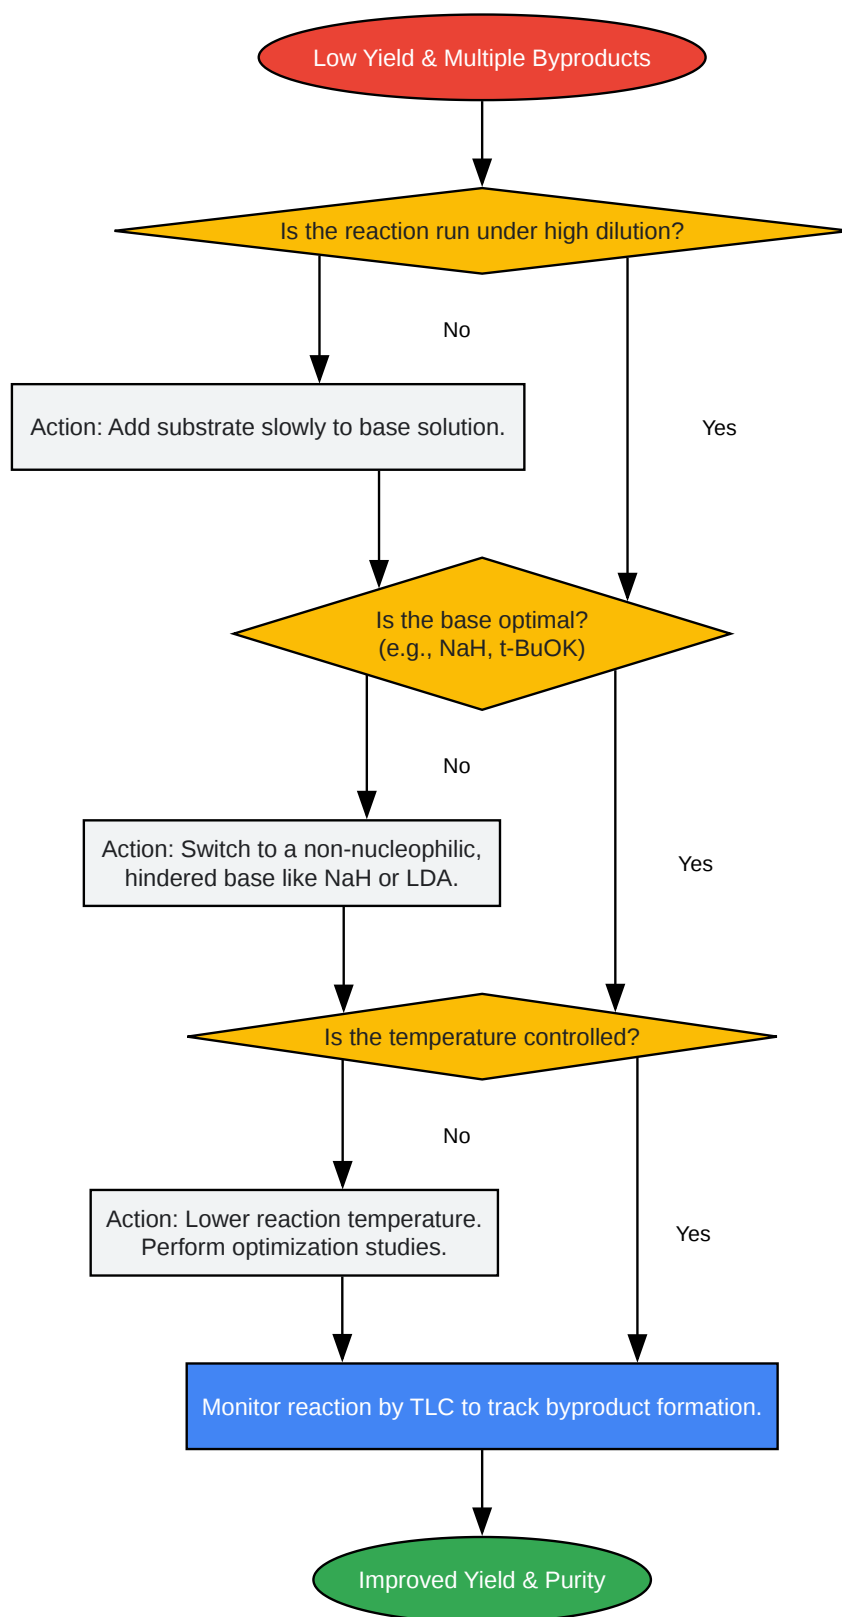 Low Yield & Multiple Byproducts
Is the reaction run under high dilution?
No
Action: Add substrate slowly to base solution.
Yes
Is the base optimal?
(e.g., NaH, t-BuOK)
No
Action: Switch to a non-nucleophilic,
hindered base like NaH or LDA.
Yes
Is the temperature controlled?
No
Action: Lower reaction temperature.
Perform optimization studies.
Yes
Monitor reaction by TLC to track byproduct formation.
Improved Yield & Purity